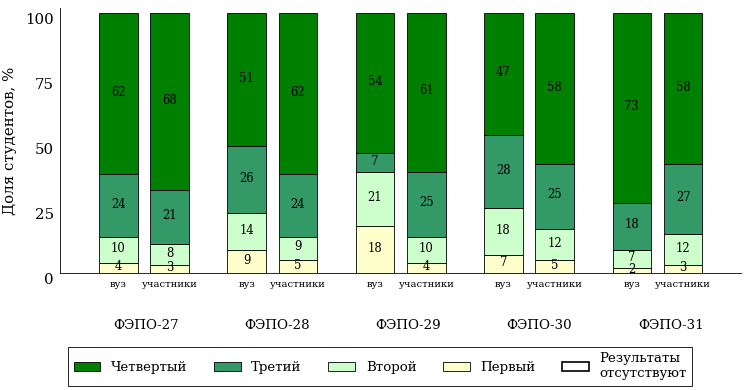 Доля студентов, %
100
75
50
25
0
62 68 51 62 54 61 47 58 73 58
24 21 26 24 7 25 28 25 18 27
10 8 14 9 21 10 18 12 7 12
4 3 9 5 18 4 7 5 2 3
вуз участники вуз участники вуз участники вуз участники вуз участники
ФЭПО-27 ФЭПО-28 ФЭПО-29 ФЭПО-30 ФЭПО-31
Четвертый Третий Второй Первый Результаты
отсутствуют